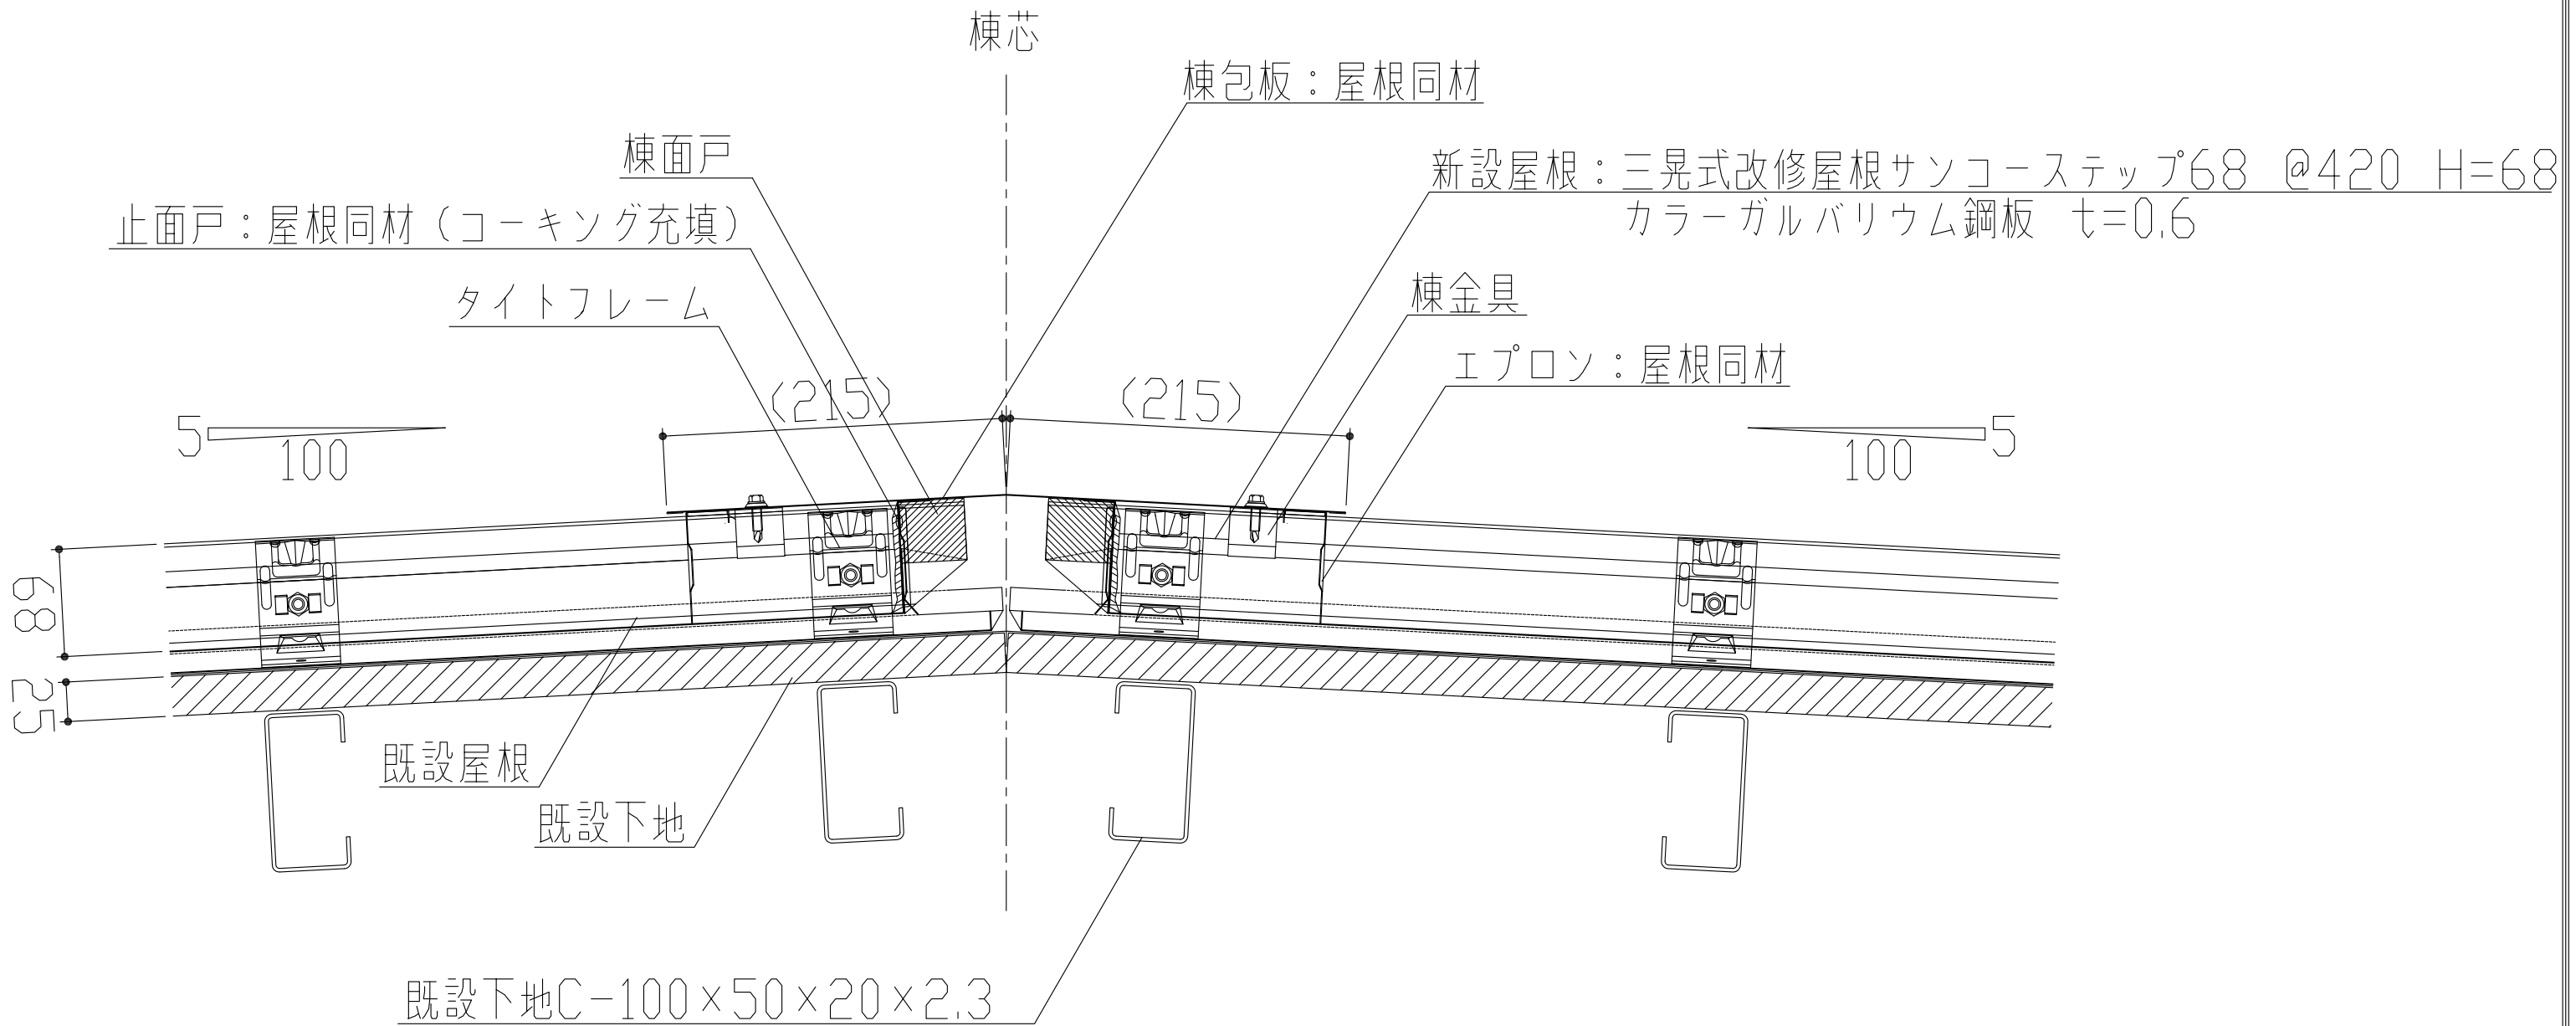 棟芯
棟包板：屋根同材
棟面戸
新設屋根：三晃式改修屋根サンコーステップ68 @420 H=68
カラーガルバリウム鋼板 t=0.6
止面戸：屋根同材（コーキング充填）
タイトフレーム
棟金具
エプロン：屋根同材
(215)
(215)
5
100
100
5
68
25
既設屋根
既設下地
既設下地C-100×50×20×2.3